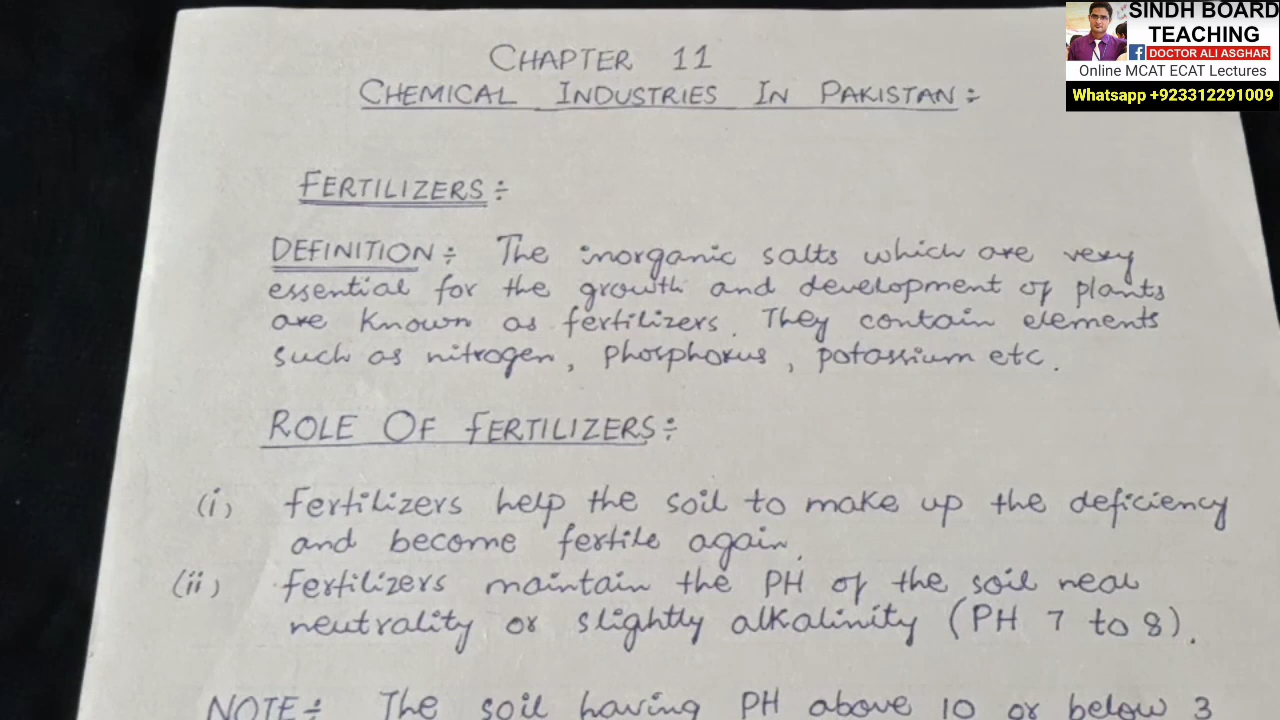 SINDH BOARD
TEACHING
f DOCTOR ALI ASGHAR
Online MCAT ECAT Lectures
Whatsapp +923312291009
CHAPTER 11
CHEMICAL INDUSTRIES IN PAKISTAN:-
FERTILIZERS:-
DEFINITION:- The inorganic salts which are very
essential for the growth and development of plants
are known as fertilizers. They contain elements
such as nitrogen, phosphorus, potassium etc.
ROLE OF FERTILIZERS:-
(i) fertilizers help the soil to make up the deficiency
and become fertile again.
(ii) fertilizers maintain the PH of the soil near
neutrality or slightly alkalinity (PH 7 to 8).
NOTE:- The soil having PH above 10 or below 3